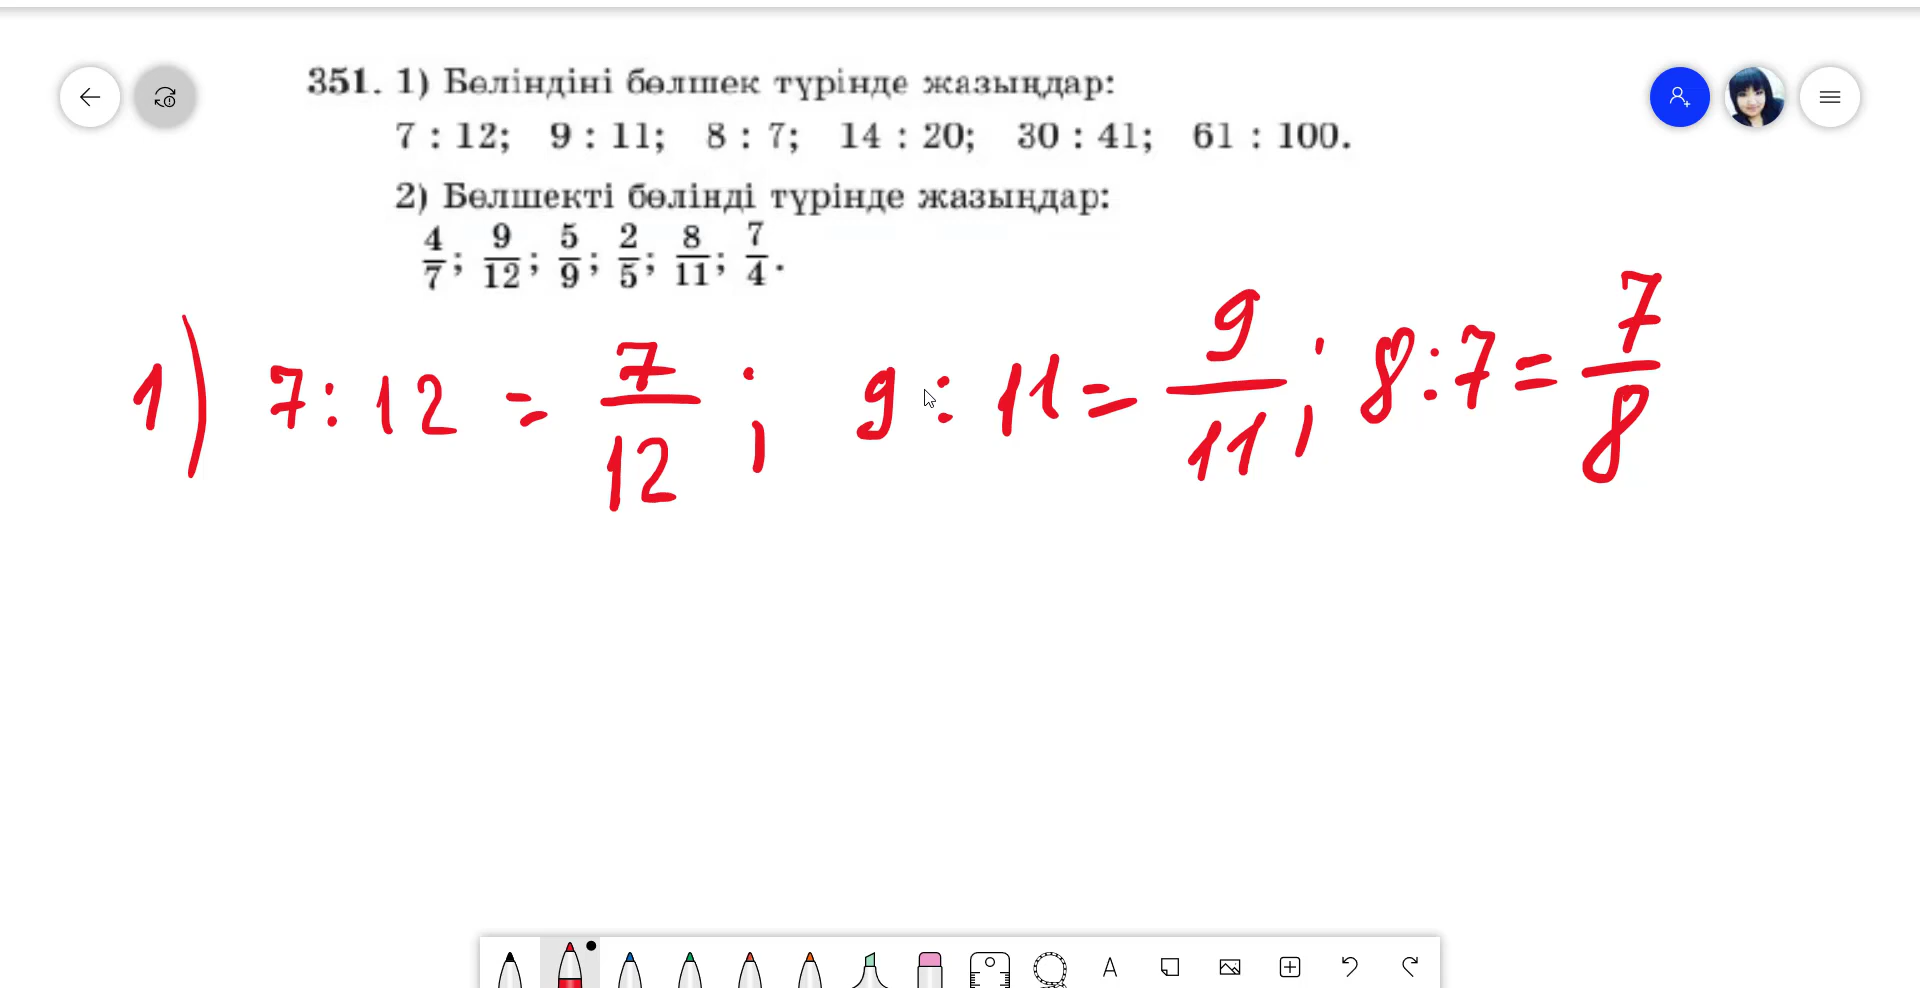 351. 1) Бөліндіні бөлшек түрінде жазыңдар:
7 : 12; 9 : 11; 8 : 7; 14 : 20; 30 : 41; 61 : 100.
2) Бөлшекті бөлінді түрінде жазыңдар:
4/7; 9/12; 5/9; 2/5; 8/11; 7/4.
1) 7 : 12 = 7/12; 9 : 11 = 9/11; 8 : 7 = 7/8
A